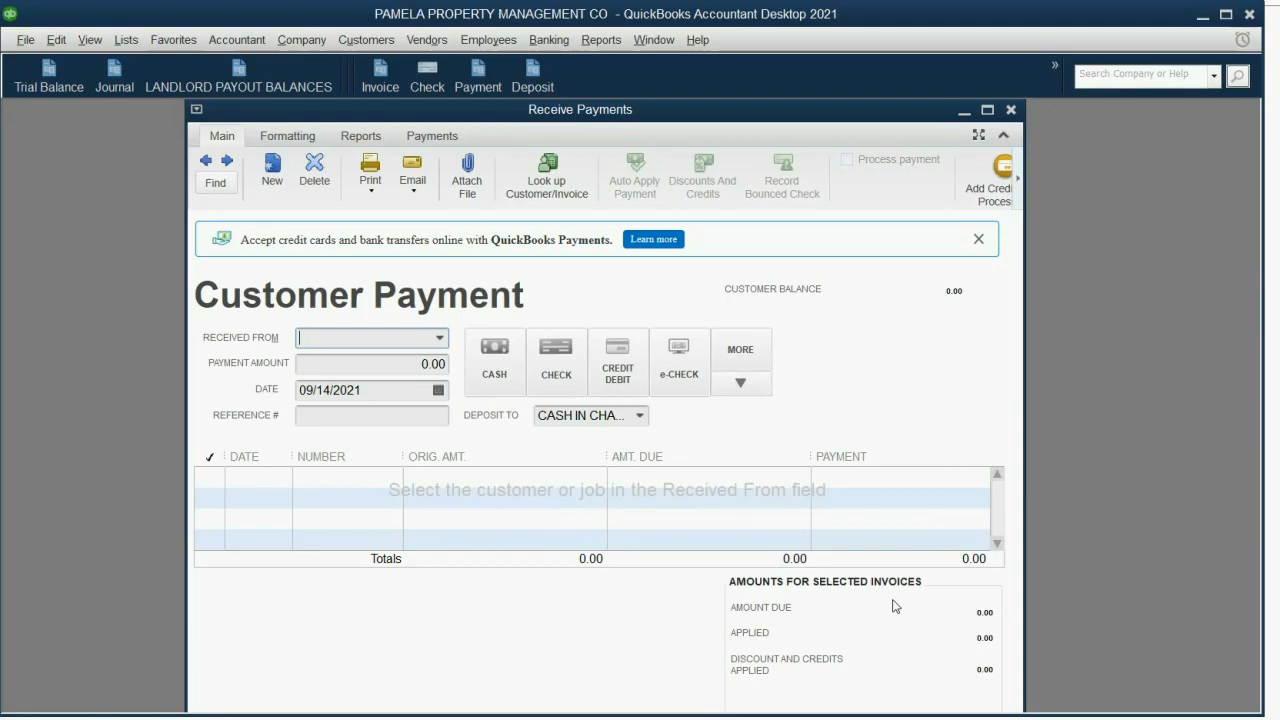 PAMELA PROPERTY MANAGEMENT CO - QuickBooks Accountant Desktop 2021
File Edit View Lists Favorites Accountant Company Customers Vendors Employees Banking Reports Window Help
Trial Balance Journal LANDLORD PAYOUT BALANCES Invoice Check Payment Deposit » Search Company or Help
Receive Payments
Main Formatting Reports Payments
Find New Delete Print Email Attach File Look up Customer/Invoice Auto Apply Payment Discounts And Credits Record Bounced Check Process payment Add Credi Proces
Accept credit cards and bank transfers online with QuickBooks Payments. Learn more
Customer Payment
CUSTOMER BALANCE 0.00
RECEIVED FROM
PAYMENT AMOUNT 0.00
DATE 09/14/2021
REFERENCE #
CASH CHECK CREDIT DEBIT e-CHECK MORE
DEPOSIT TO CASH IN CHA...
DATE NUMBER ORIG. AMT. AMT. DUE PAYMENT
Select the customer or job in the Received From field
Totals 0.00 0.00 0.00
AMOUNTS FOR SELECTED INVOICES
AMOUNT DUE 0.00
APPLIED 0.00
DISCOUNT AND CREDITS
APPLIED 0.00